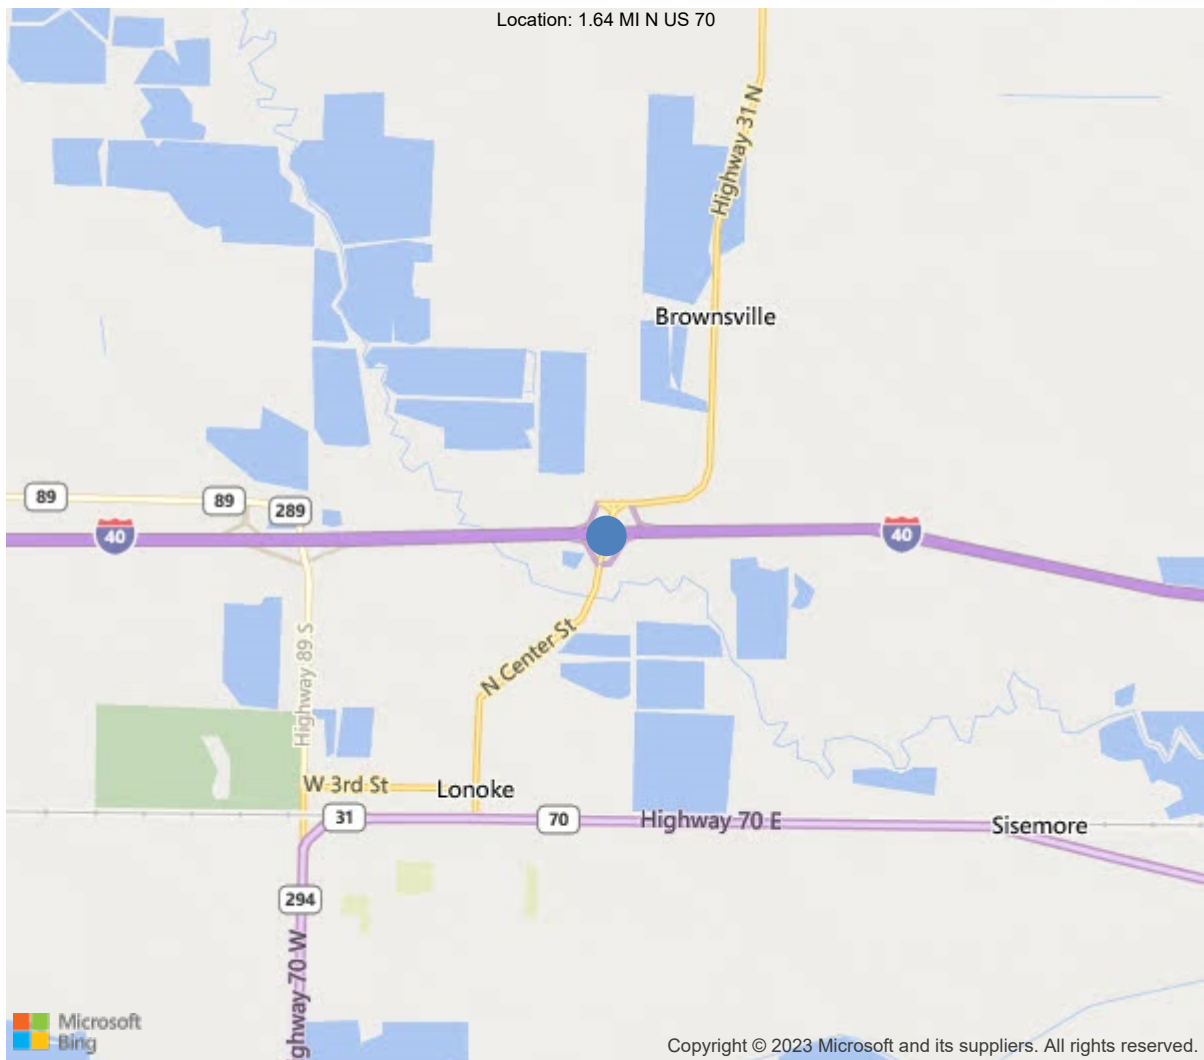 Location: 1.64 MI N US 70
Highway 31 N
Brownsville
89
89
289
40
40
N Center St
Highway 89 S
W 3rd St
Lonoke
31
70
Highway 70 E
Sisemore
294
ghway 70 W
Microsoft
Bing
Copyright © 2023 Microsoft and its suppliers. All rights reserved.